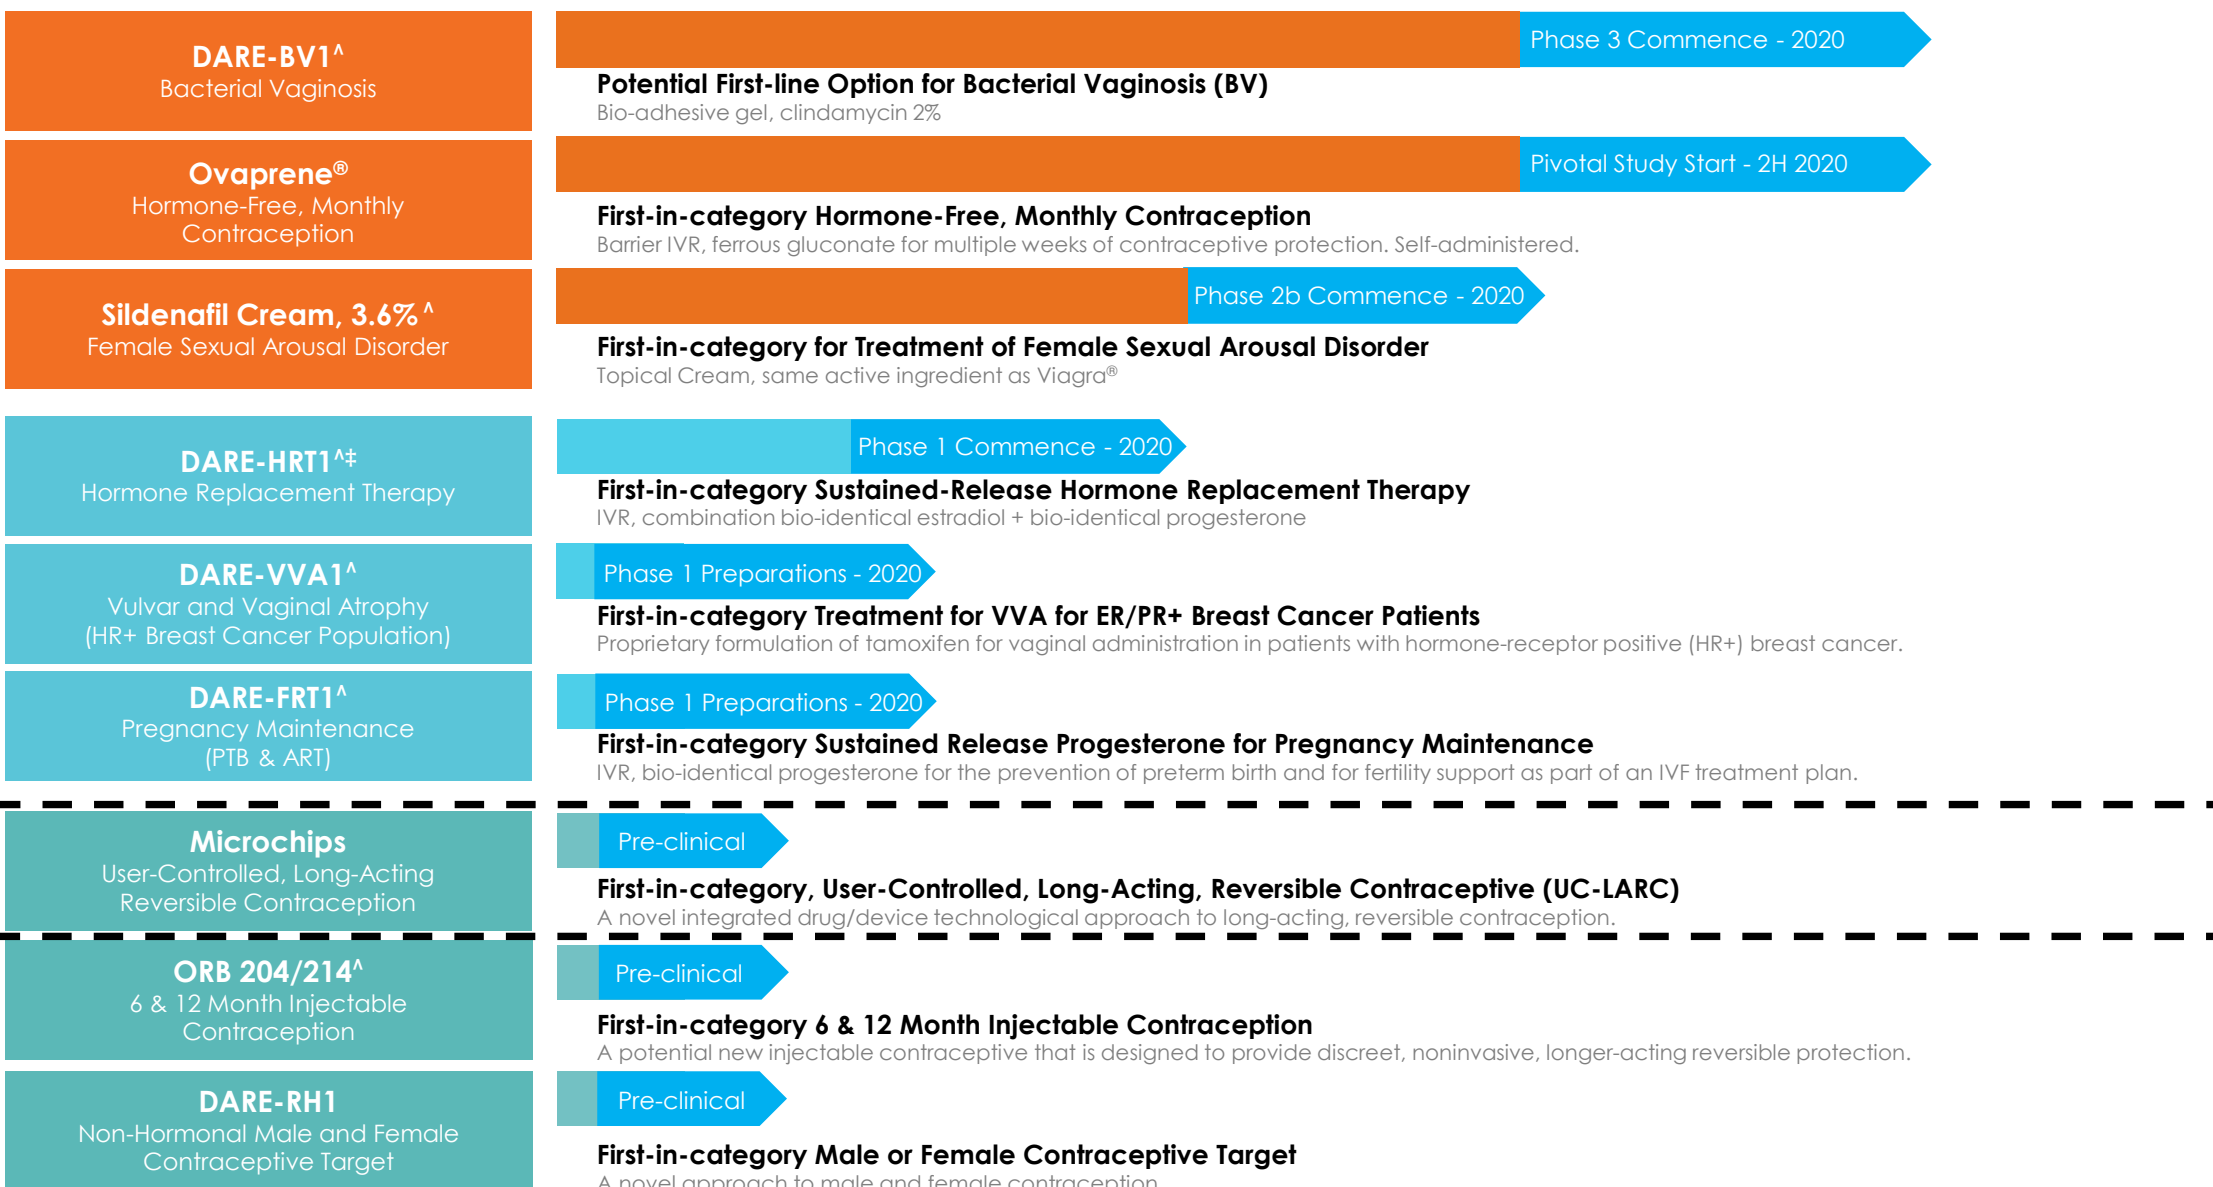 DARE-BV1^
Bacterial Vaginosis
Phase 3 Commence - 2020
Potential First-line Option for Bacterial Vaginosis (BV)
Bio-adhesive gel, clindamycin 2%
Ovaprene®
Hormone-Free, Monthly
Contraception
Pivotal Study Start - 2H 2020
First-in-category Hormone-Free, Monthly Contraception
Barrier IVR, ferrous gluconate for multiple weeks of contraceptive protection. Self-administered.
Sildenafil Cream, 3.6% ^
Female Sexual Arousal Disorder
Phase 2b Commence - 2020
First-in-category for Treatment of Female Sexual Arousal Disorder
Topical Cream, same active ingredient as Viagra®
DARE-HRT1^‡
Hormone Replacement Therapy
Phase 1 Commence - 2020
First-in-category Sustained-Release Hormone Replacement Therapy
IVR, combination bio-identical estradiol + bio-identical progesterone
DARE-VVA1^
Vulvar and Vaginal Atrophy
(HR+ Breast Cancer Population)
Phase 1 Preparations - 2020
First-in-category Treatment for VVA for ER/PR+ Breast Cancer Patients
Proprietary formulation of tamoxifen for vaginal administration in patients with hormone-receptor positive (HR+) breast cancer.
DARE-FRT1^
Pregnancy Maintenance
(PTB & ART)
Phase 1 Preparations - 2020
First-in-category Sustained Release Progesterone for Pregnancy Maintenance
IVR, bio-identical progesterone for the prevention of preterm birth and for fertility support as part of an IVF treatment plan.
Microchips
User-Controlled, Long-Acting
Reversible Contraception
Pre-clinical
First-in-category, User-Controlled, Long-Acting, Reversible Contraceptive (UC-LARC)
A novel integrated drug/device technological approach to long-acting, reversible contraception.
ORB 204/214^
6 & 12 Month Injectable
Contraception
Pre-clinical
First-in-category 6 & 12 Month Injectable Contraception
A potential new injectable contraceptive that is designed to provide discreet, noninvasive, longer-acting reversible protection.
DARE-RH1
Non-Hormonal Male and Female
Contraceptive Target
Pre-clinical
First-in-category Male or Female Contraceptive Target
A novel approach to male and female contraception